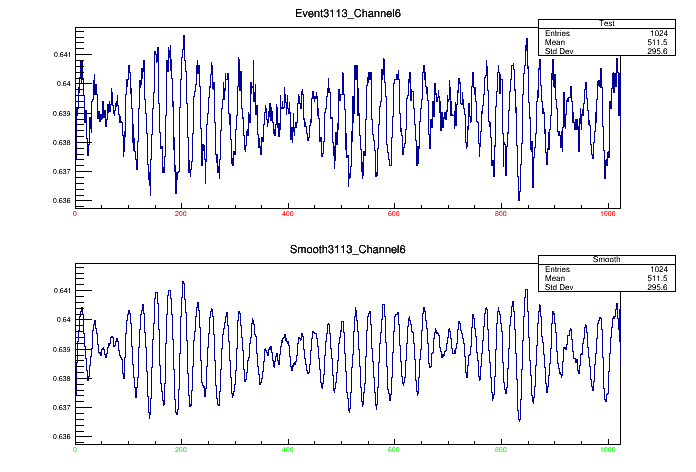 Event3113_Channel6
Test
Entries 1024
Mean 511.5
Std Dev 295.6
0.641
0.64
0.639
0.638
0.637
0.636
0 200 400 600 800 1000
Smooth3113_Channel6
Smooth
Entries 1024
Mean 511.5
Std Dev 295.6
0.641
0.64
0.639
0.638
0.637
0.636
0 200 400 600 800 1000